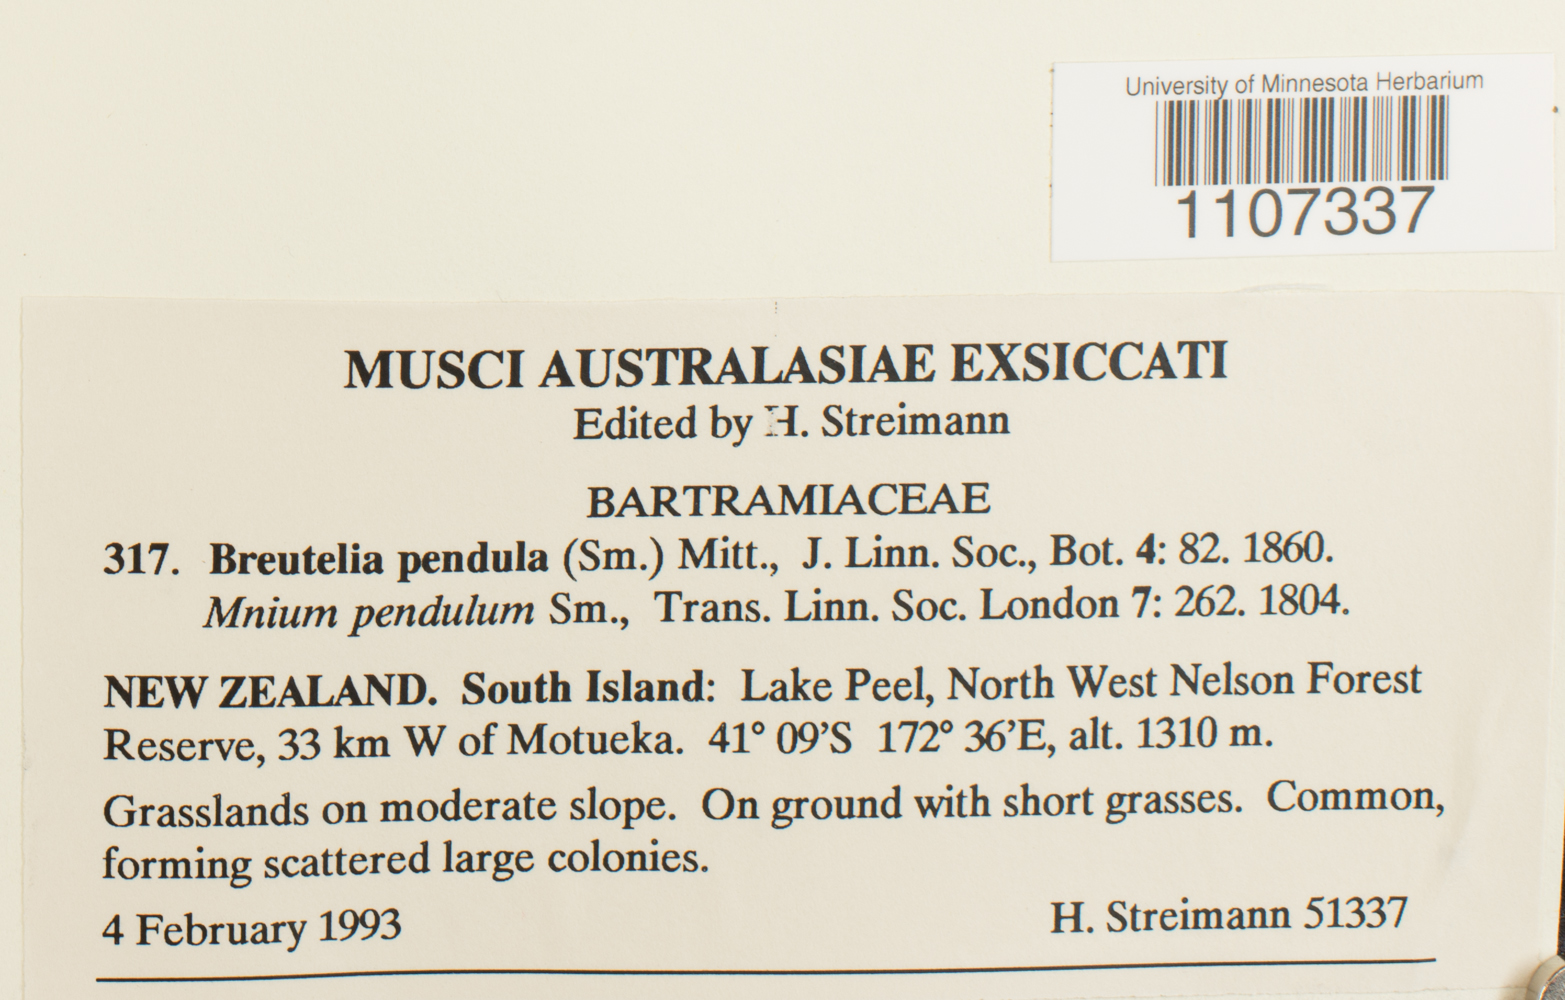 University of Minnesota Herbarium
1107337
MUSCI AUSTRALASIAE EXSICCATI
Edited by H. Streimann
BARTRAMIACEAE
317. Breutelia pendula (Sm.) Mitt., J. Linn. Soc., Bot. 4: 82. 1860.
Mnium pendulum Sm., Trans. Linn. Soc. London 7: 262. 1804.
NEW ZEALAND. South Island: Lake Peel, North West Nelson Forest
Reserve, 33 km W of Motueka. 41° 09’S 172° 36’E, alt. 1310 m.
Grasslands on moderate slope. On ground with short grasses. Common,
forming scattered large colonies.
4 February 1993 H. Streimann 51337